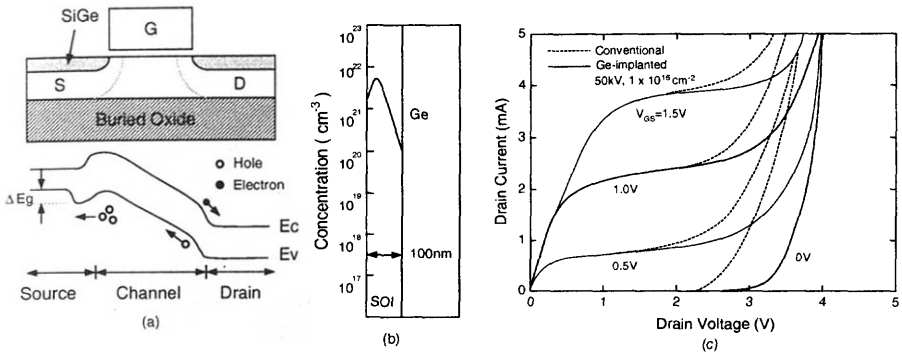 SiGe
G
S
D
Buried Oxide
Hole
Electron
ΔEg
Ec
Ev
Source
Channel
Drain
(a)
Concentration (cm⁻³)
10²³
10²²
10²¹
10²⁰
10¹⁹
10¹⁸
10¹⁷
Ge
100nm
SOI
(b)
Drain Current (mA)
5
4
3
2
1
0
Conventional
Ge-implanted
50kV, 1 x 10¹⁶cm⁻²
V_GS=1.5V
1.0V
0.5V
0V
0
1
2
3
4
5
Drain Voltage (V)
(c)